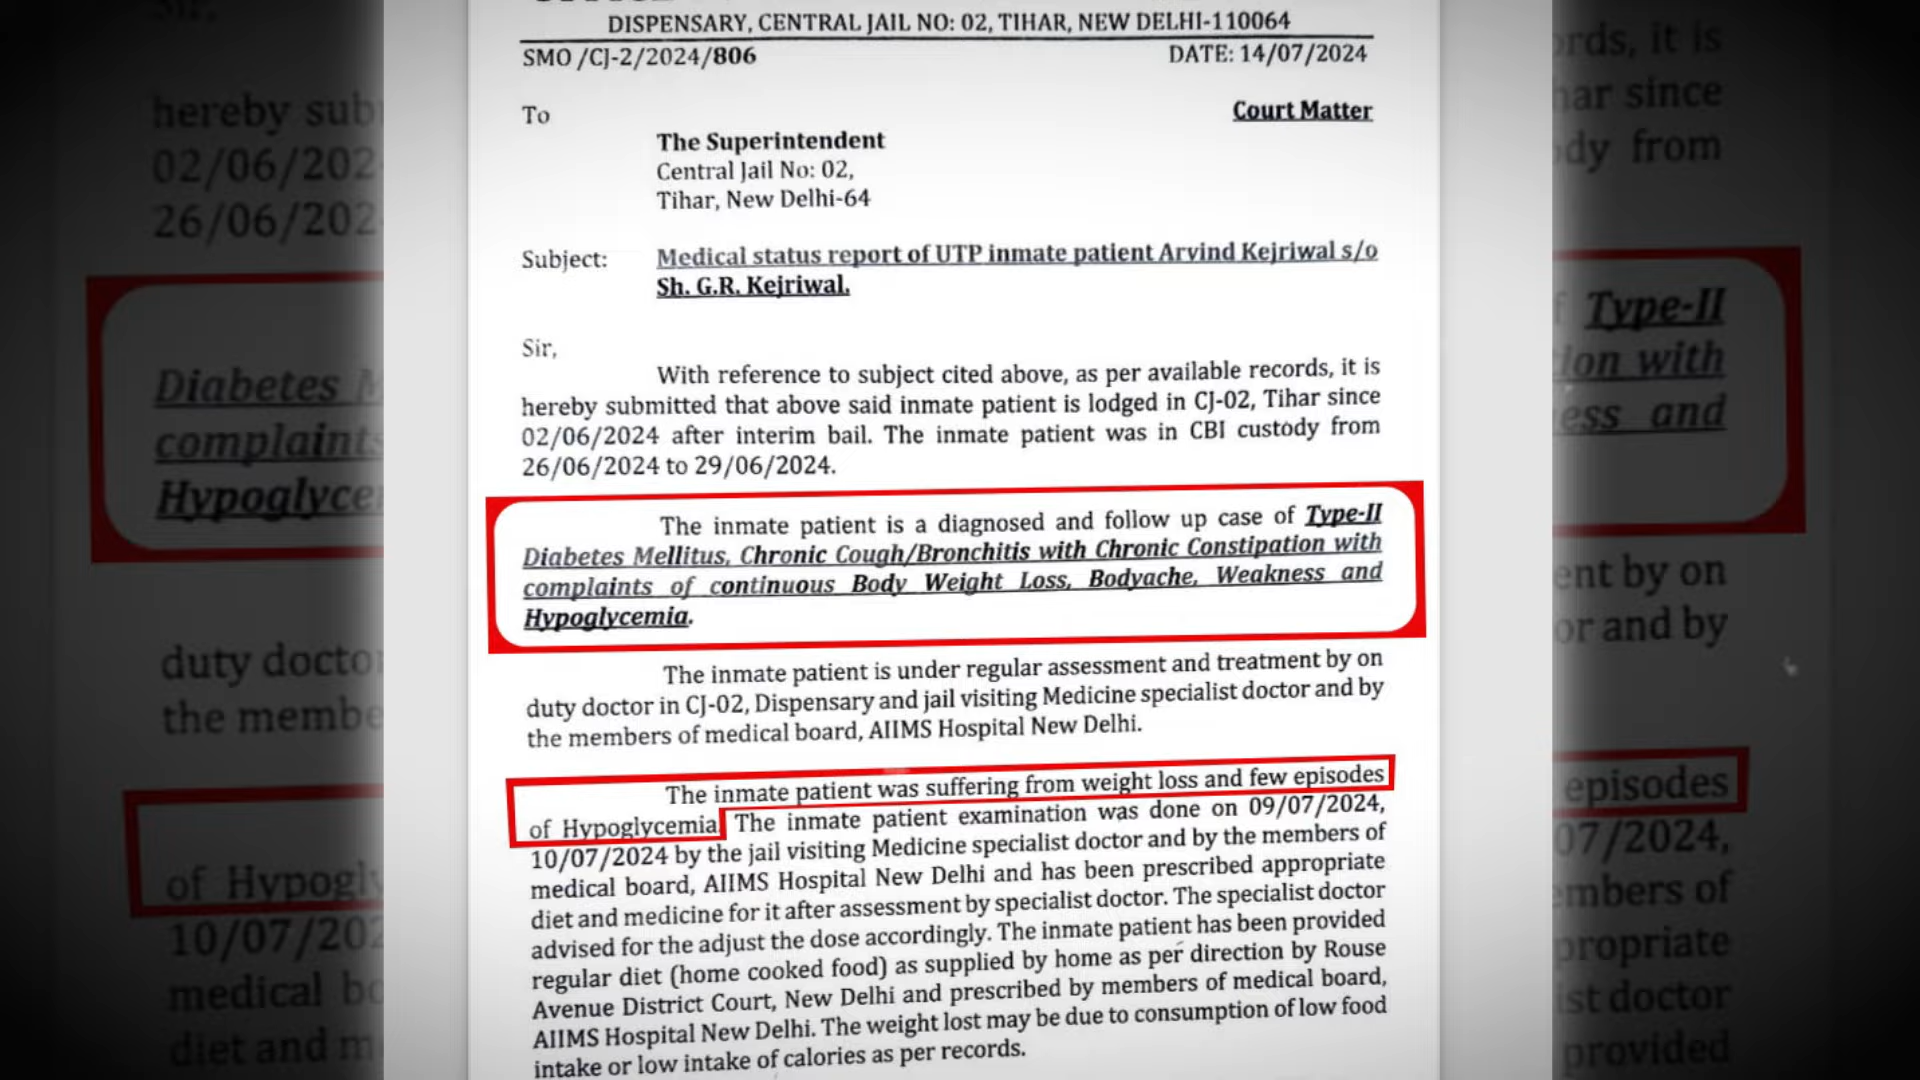 DISPENSARY, CENTRAL JAIL NO: 02, TIHAR, NEW DELHI-110064
SMO /CJ-2/2024/806 DATE: 14/07/2024
To Court Matter
The Superintendent
Central Jail No: 02,
Tihar, New Delhi-64
Subject: Medical status report of UTP inmate patient Arvind Kejriwal s/o
Sh. G.R. Kejriwal.
Sir,
With reference to subject cited above, as per available records, it is
hereby submitted that above said inmate patient is lodged in CJ-02, Tihar since
02/06/2024 after interim bail. The inmate patient was in CBI custody from
26/06/2024 to 29/06/2024.
The inmate patient is a diagnosed and follow up case of Type-II
Diabetes Mellitus, Chronic Cough/Bronchitis with Chronic Constipation with
complaints of continuous Body Weight Loss, Bodyache, Weakness and
Hypoglycemia.
The inmate patient is under regular assessment and treatment by on
duty doctor in CJ-02, Dispensary and jail visiting Medicine specialist doctor and by
the members of medical board, AIIMS Hospital New Delhi.
The inmate patient was suffering from weight loss and few episodes
of Hypoglycemia. The inmate patient examination was done on 09/07/2024,
10/07/2024 by the jail visiting Medicine specialist doctor and by the members of
medical board, AIIMS Hospital New Delhi and has been prescribed appropriate
diet and medicine for it after assessment by specialist doctor. The specialist doctor
advised for the adjust the dose accordingly. The inmate patient has been provided
regular diet (home cooked food) as supplied by home as per direction by Rouse
Avenue District Court, New Delhi and prescribed by members of medical board,
AIIMS Hospital New Delhi. The weight lost may be due to consumption of low food
intake or low intake of calories as per records.